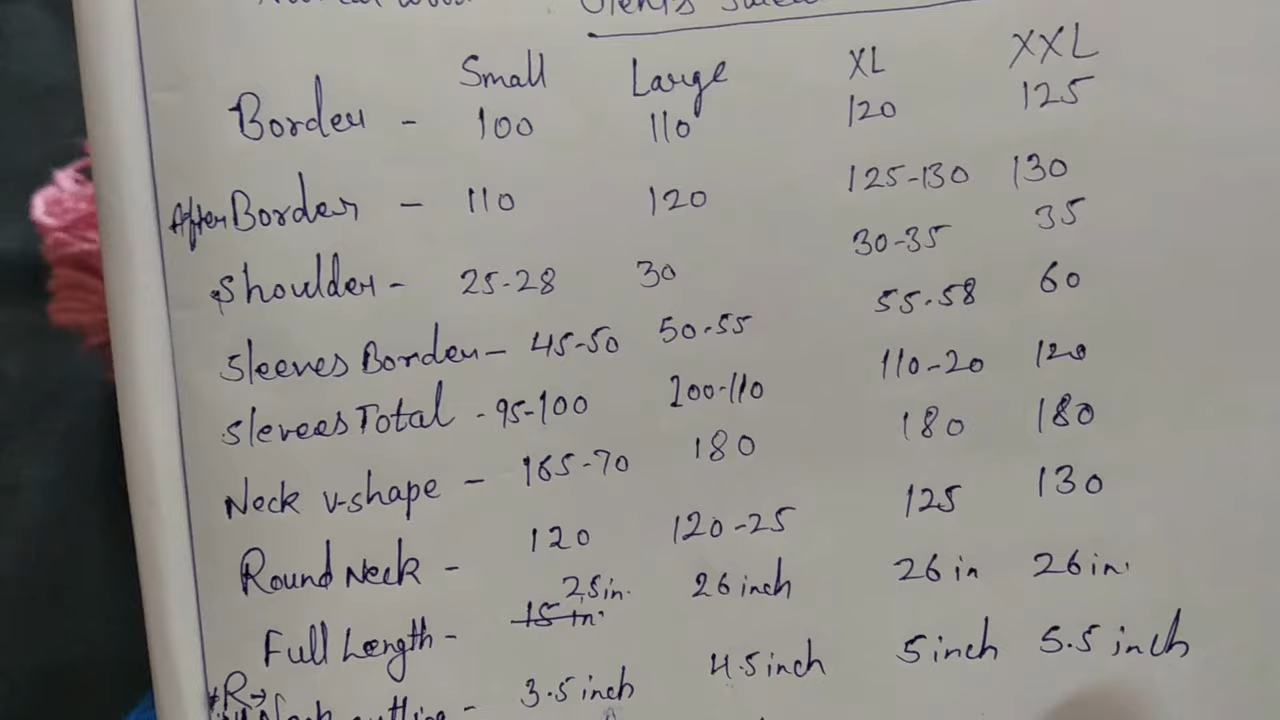 Small Large XL XXL
Border - 100 110 120 125
After Border - 110 120 125-130 130
Shoulder - 25-28 30 30-35 35
Sleeves Border - 45-50 50-55 55-58 60
Slevees Total - 95-100 100-110 110-20 120
Neck v-shape - 165-70 180 180 180
Round Neck - 120 120-25 125 130
Full Length - 15 in. 25in. 26 inch 26 in 26 in.
R→ Neck cutting - 3.5 inch 4.5 inch 5 inch 5.5 inch